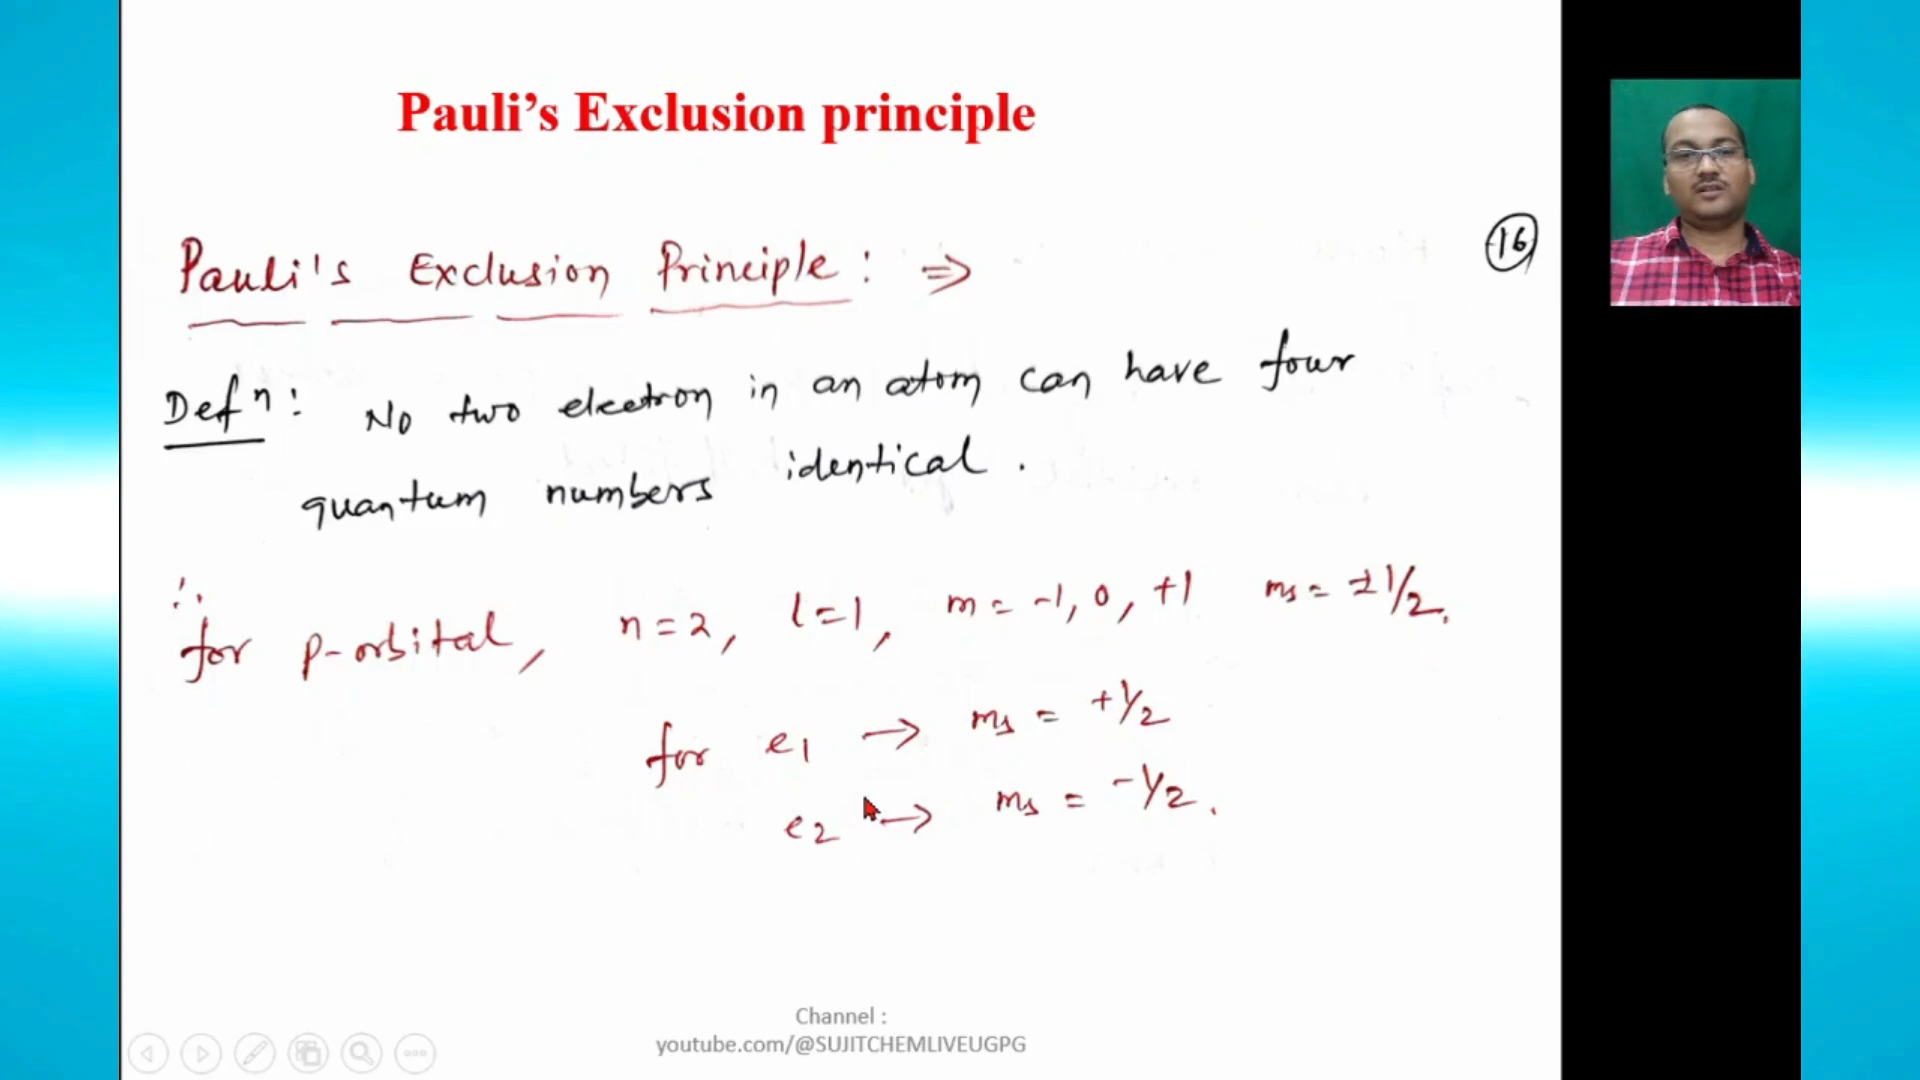 Pauli’s Exclusion principle
Pauli's Exclusion Principle : ⇒
16
Defn: No two electron in an atom can have four
quantum numbers identical.
∴
for p-orbital, n=2, l=1, m = -1, 0, +1 ms = ±1/2.
for e1 → ms = +1/2
e2 → ms = -1/2.
Channel :
youtube.com/@SUJITCHEMLIVEUGPG